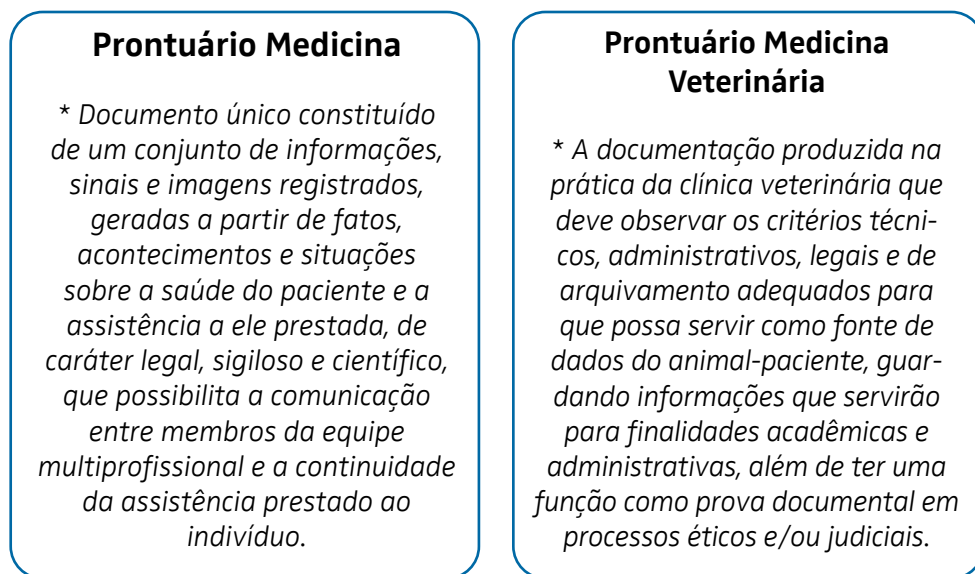 Prontuário Medicina
* Documento único constituído
de um conjunto de informações,
sinais e imagens registrados,
geradas a partir de fatos,
acontecimentos e situações
sobre a saúde do paciente e a
assistência a ele prestada, de
caráter legal, sigiloso e científico,
que possibilita a comunicação
entre membros da equipe
multiprofissional e a continuidade
da assistência prestado ao
indivíduo.
Prontuário Medicina
Veterinária
* A documentação produzida na
prática da clínica veterinária que
deve observar os critérios técni-
cos, administrativos, legais e de
arquivamento adequados para
que possa servir como fonte de
dados do animal-paciente, guar-
dando informações que servirão
para finalidades acadêmicas e
administrativas, além de ter uma
função como prova documental em
processos éticos e/ou judiciais.